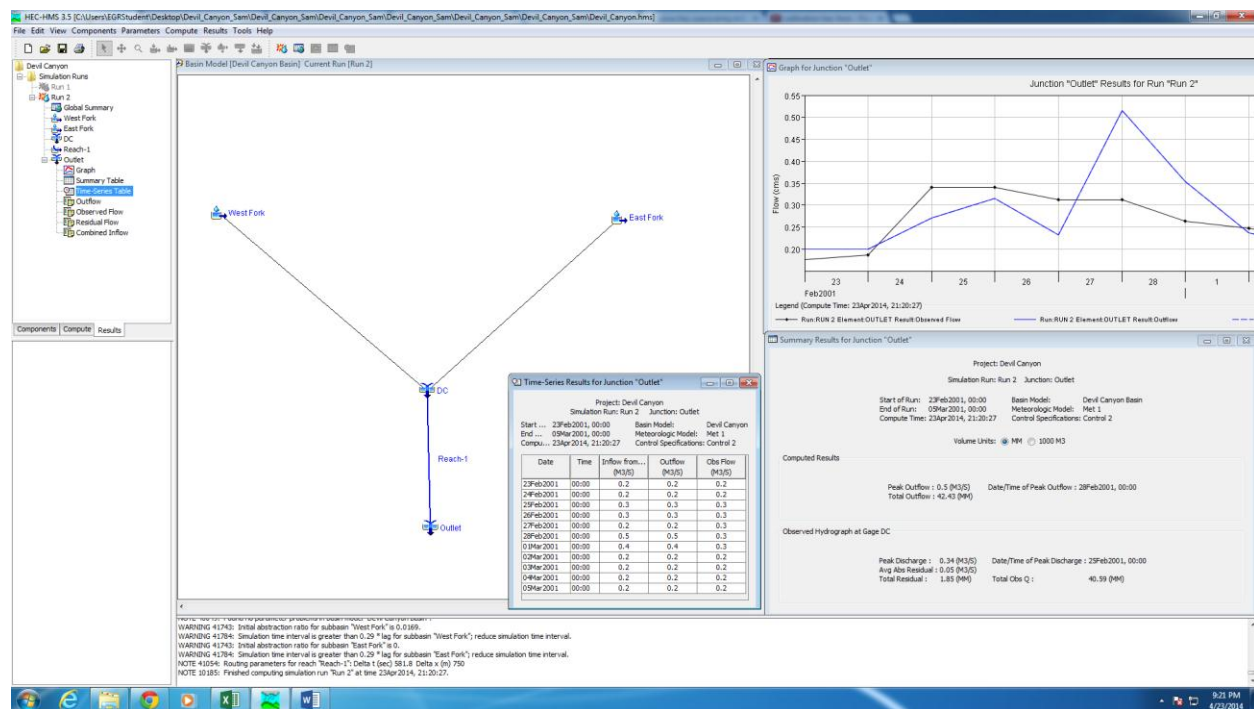 HEC-HMS 3.5 [C:\Users\EGRStudent\Desktop\Devil_Canyon_Sam\Devil_Canyon_Sam\Devil_Canyon_Sam\Devil_Canyon_Sam\Devil_Canyon_Sam\Devil_Canyon.hms]
File Edit View Components Parameters Compute Results Tools Help
Devil Canyon
Simulation Runs
Run 1
Run 2
Global Summary
West Fork
East Fork
DC
Reach-1
Outlet
Graph
Summary Table
Time-Series Table
Outflow
Observed Flow
Residual Flow
Combined Inflow
Components Compute Results
Basin Model [Devil Canyon Basin] Current Run [Run 2]
West Fork
East Fork
DC
Reach-1
Outlet
Time-Series Results for Junction "Outlet"
Project: Devil Canyon
Simulation Run: Run 2 Junction: Outlet
Start ... 23Feb2001, 00:00 Basin Model: Devil Canyon
End ... 05Mar2001, 00:00 Meteorologic Model: Met 1
Compu... 23Apr2014, 21:20:27 Control Specifications: Control 2
Date Time Inflow from... Outflow Obs Flow
(M3/S) (M3/S) (M3/S)
23Feb2001 00:00 0.2 0.2 0.2
24Feb2001 00:00 0.2 0.2 0.2
25Feb2001 00:00 0.3 0.3 0.3
26Feb2001 00:00 0.3 0.3 0.3
27Feb2001 00:00 0.2 0.2 0.3
28Feb2001 00:00 0.5 0.5 0.3
01Mar2001 00:00 0.4 0.4 0.3
02Mar2001 00:00 0.2 0.2 0.2
03Mar2001 00:00 0.2 0.2 0.2
04Mar2001 00:00 0.2 0.2 0.2
05Mar2001 00:00 0.2 0.2 0.2
Graph for Junction "Outlet"
Junction "Outlet" Results for Run "Run 2"
Flow (cms)
0.55
0.50
0.45
0.40
0.35
0.30
0.25
0.20
23 24 25 26 27 28 1
Feb2001
Legend (Compute Time: 23Apr2014, 21:20:27)
Run:RUN 2 Element:OUTLET Result:Observed Flow Run:RUN 2 Element:OUTLET Result:Outflow
Summary Results for Junction "Outlet"
Project: Devil Canyon
Simulation Run: Run 2 Junction: Outlet
Start of Run: 23Feb2001, 00:00 Basin Model: Devil Canyon Basin
End of Run: 05Mar2001, 00:00 Meteorologic Model: Met 1
Compute Time: 23Apr2014, 21:20:27 Control Specifications: Control 2
Volume Units: MM 1000 M3
Computed Results
Peak Outflow : 0.5 (M3/S) Date/Time of Peak Outflow : 28Feb2001, 00:00
Total Outflow : 42.43 (MM)
Observed Hydrograph at Gage DC
Peak Discharge : 0.34 (M3/S) Date/Time of Peak Discharge : 25Feb2001, 00:00
Avg Abs Residual : 0.05 (M3/S)
Total Residual : 1.85 (MM) Total Obs Q : 40.59 (MM)
WARNING 41743: Initial abstraction ratio for subbasin "West Fork" is 0.0169.
WARNING 41784: Simulation time interval is greater than 0.29 * lag for subbasin "West Fork"; reduce simulation time interval.
WARNING 41743: Initial abstraction ratio for subbasin "East Fork" is 0.
WARNING 41784: Simulation time interval is greater than 0.29 * lag for subbasin "East Fork"; reduce simulation time interval.
NOTE 41054: Routing parameters for reach "Reach-1": Delta t (sec) 581.8 Delta x (m) 750
NOTE 10185: Finished computing simulation run "Run 2" at time 23Apr2014, 21:20:27.
9:21 PM
4/23/2014